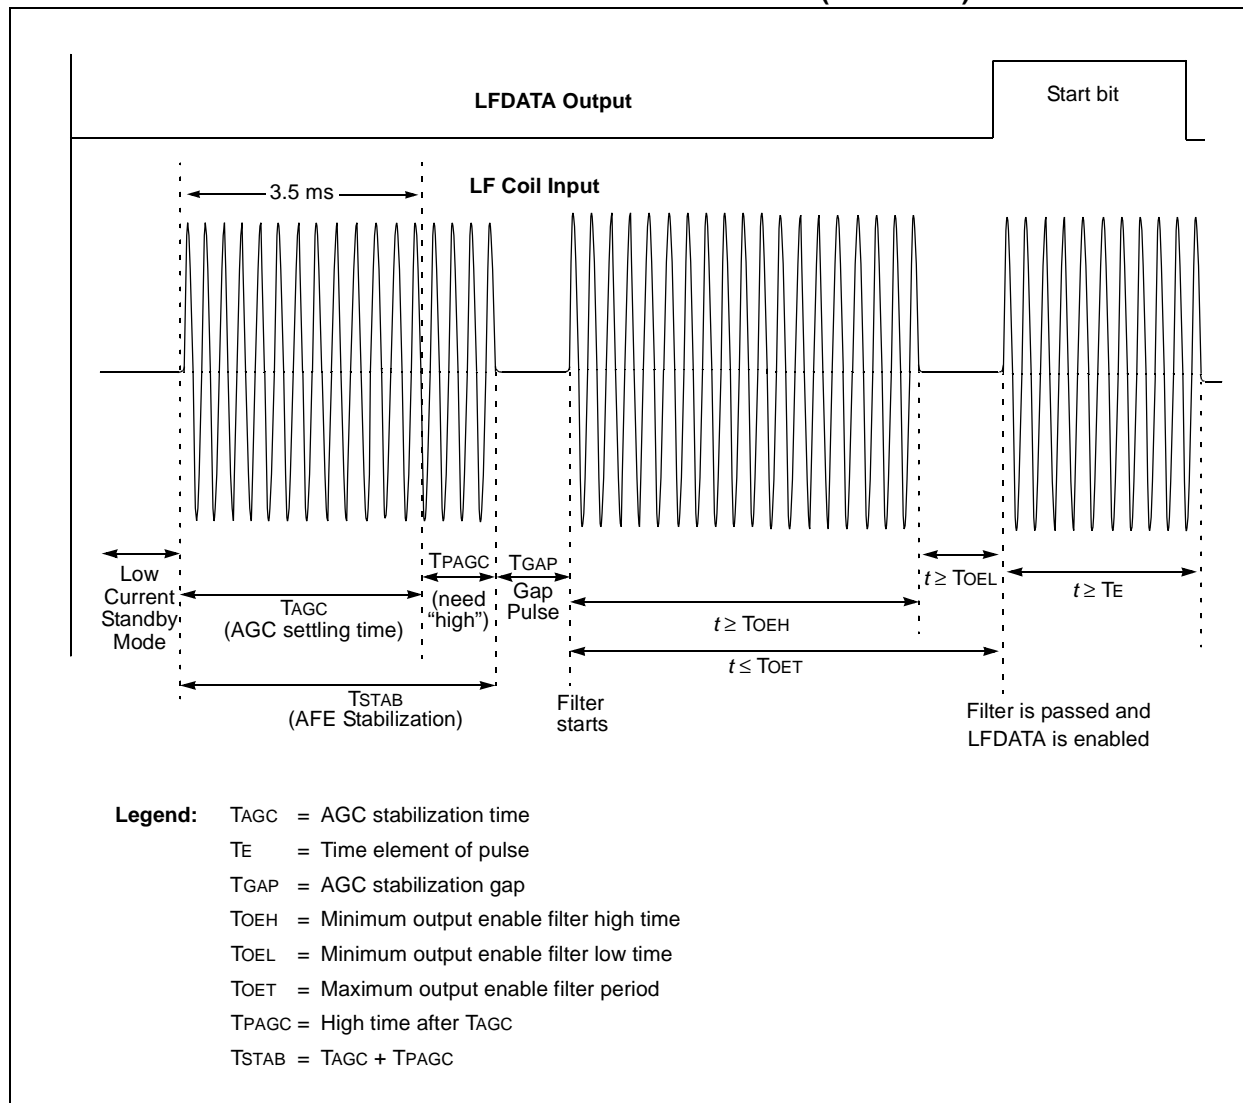 LFDATA Output
Start bit
3.5 ms
LF Coil Input
Low
Current
Standby
Mode
TAGC
(AGC settling time)
TPAGC
(need
“high”)
TGAP
Gap
Pulse
t ≥ TOEL
t ≥ TE
t ≥ TOEH
t ≤ TOET
TSTAB
(AFE Stabilization)
Filter
starts
Filter is passed and
LFDATA is enabled
Legend: TAGC = AGC stabilization time
TE = Time element of pulse
TGAP = AGC stabilization gap
TOEH = Minimum output enable filter high time
TOEL = Minimum output enable filter low time
TOET = Maximum output enable filter period
TPAGC = High time after TAGC
TSTAB = TAGC + TPAGC